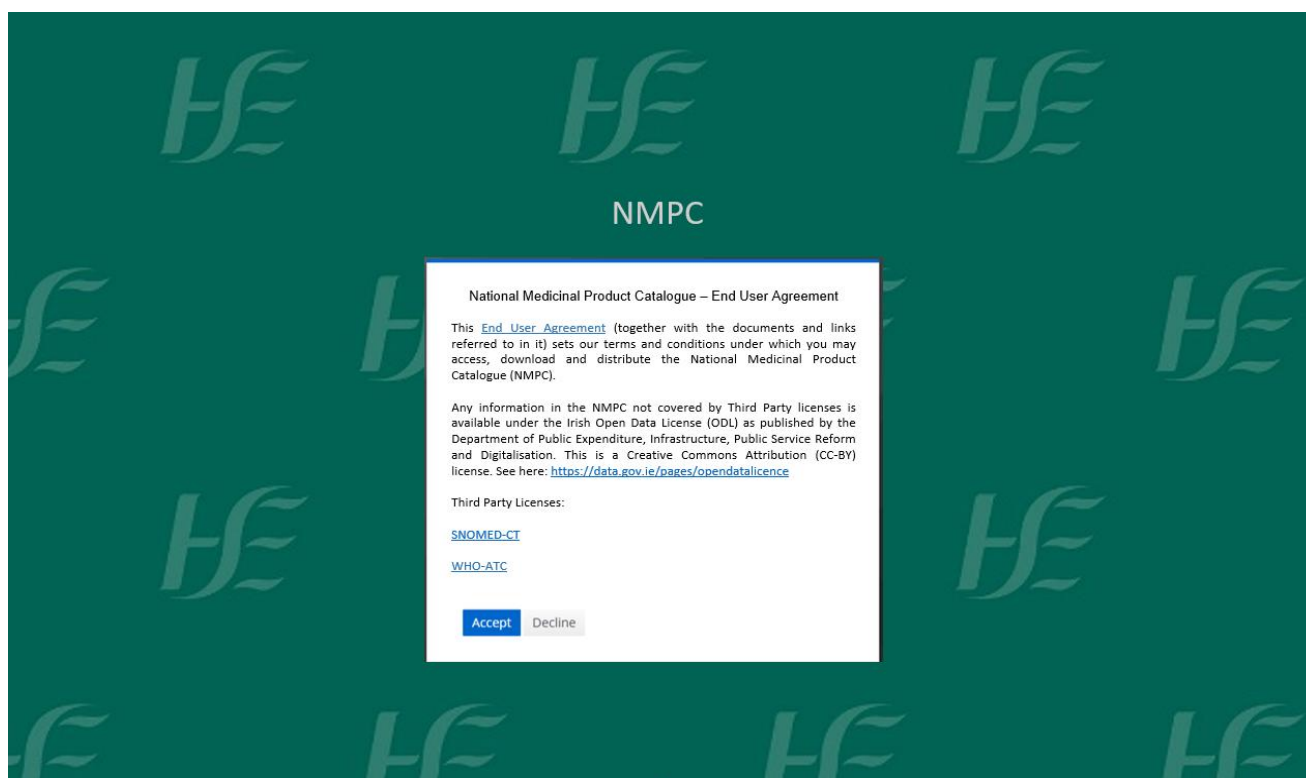 NMPC
National Medicinal Product Catalogue – End User Agreement
This End User Agreement (together with the documents and links
referred to in it) sets our terms and conditions under which you may
access, download and distribute the National Medicinal Product
Catalogue (NMPC).
Any information in the NMPC not covered by Third Party licenses is
available under the Irish Open Data License (ODL) as published by the
Department of Public Expenditure, Infrastructure, Public Service Reform
and Digitalisation. This is a Creative Commons Attribution (CC-BY)
license. See here: https://data.gov.ie/pages/opendatalicence
Third Party Licenses:
SNOMED-CT
WHO-ATC
Accept Decline